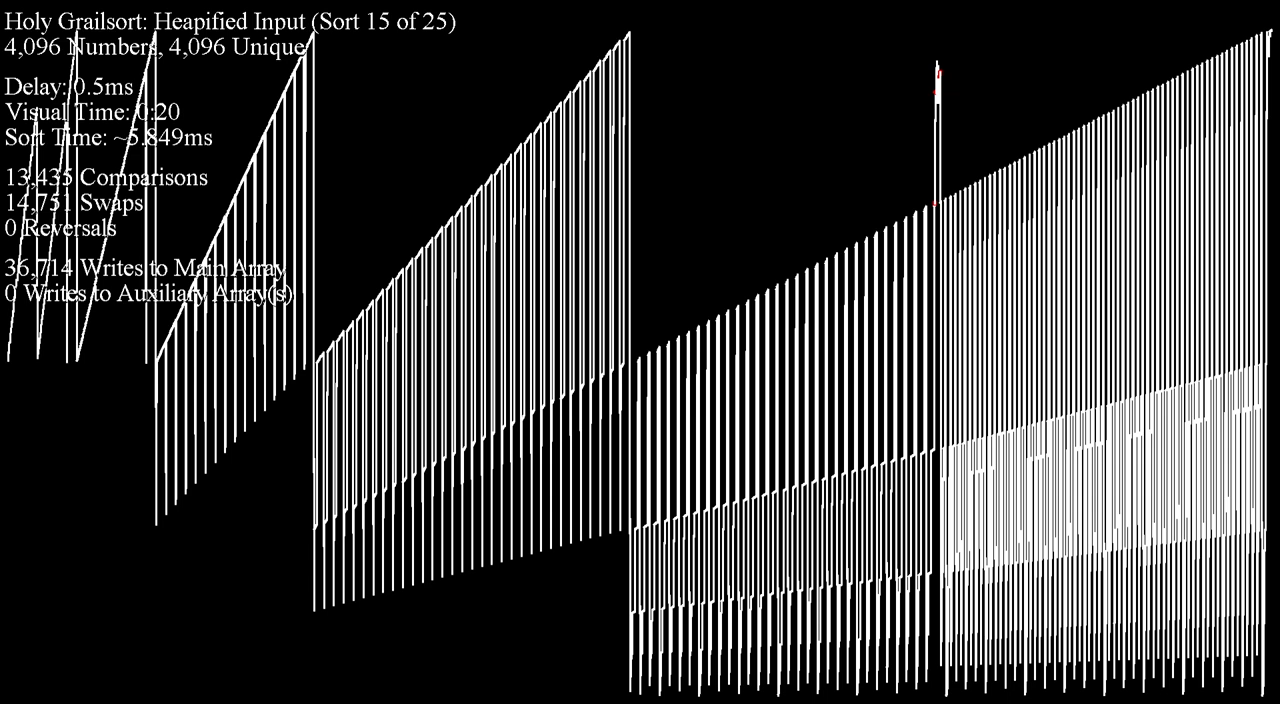 Holy Grailsort: Heapified Input (Sort 15 of 25)
4,096 Numbers, 4,096 Unique
Delay: 0.5ms
Visual Time: 0:20
Sort Time: ~5.849ms
13,435 Comparisons
14,751 Swaps
0 Reversals
36,714 Writes to Main Array
0 Writes to Auxiliary Array(s)